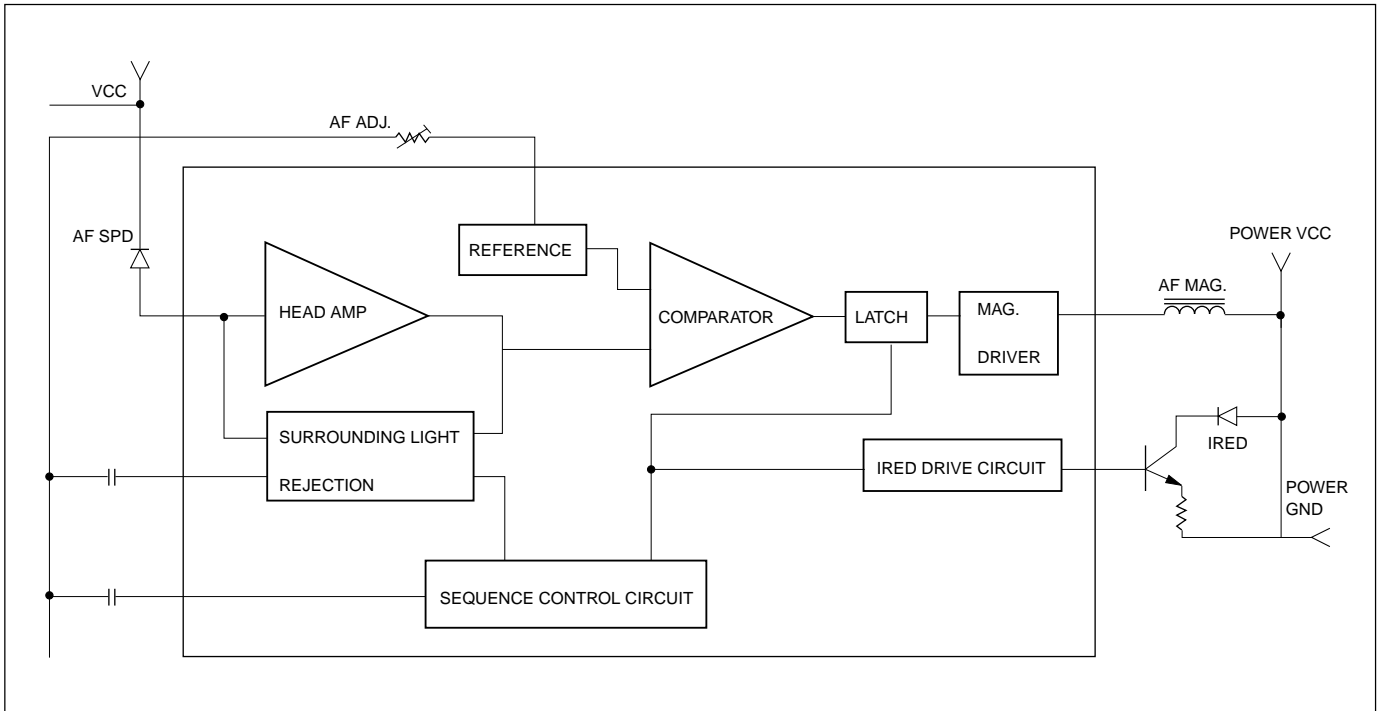 VCC
AF ADJ.
AF SPD
REFERENCE
POWER VCC
AF MAG.
HEAD AMP
COMPARATOR
LATCH
MAG.
DRIVER
SURROUNDING LIGHT
REJECTION
IRED
IRED DRIVE CIRCUIT
POWER
GND
SEQUENCE CONTROL CIRCUIT